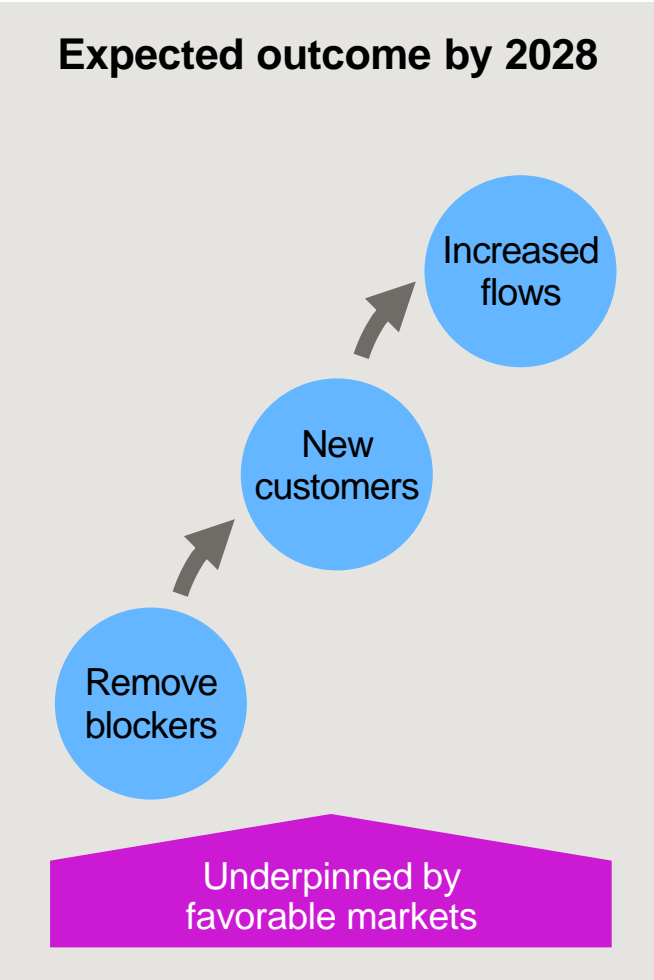 Expected outcome by 2028
Increased
flows
New
customers
Remove
blockers
Underpinned by
favorable markets